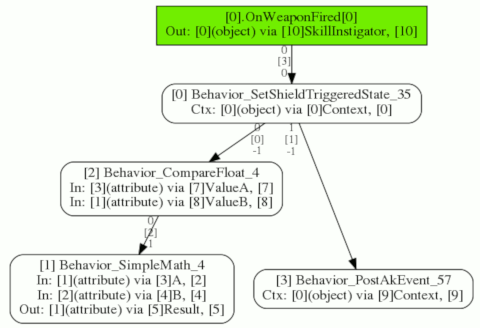 [0].OnWeaponFired[0]
Out: [0](object) via [10]SkillInstigator, [10]
0
[3]
0
[0] Behavior_SetShieldTriggeredState_35
Ctx: [0](object) via [0]Context, [0]
0 1
[0] [1]
-1 -1
[2] Behavior_CompareFloat_4
In: [3](attribute) via [7]ValueA, [7]
In: [1](attribute) via [8]ValueB, [8]
0
[2]
-1
[1] Behavior_SimpleMath_4
In: [1](attribute) via [3]A, [2]
In: [2](attribute) via [4]B, [4]
Out: [1](attribute) via [5]Result, [5]
[3] Behavior_PostAkEvent_57
Ctx: [0](object) via [9]Context, [9]